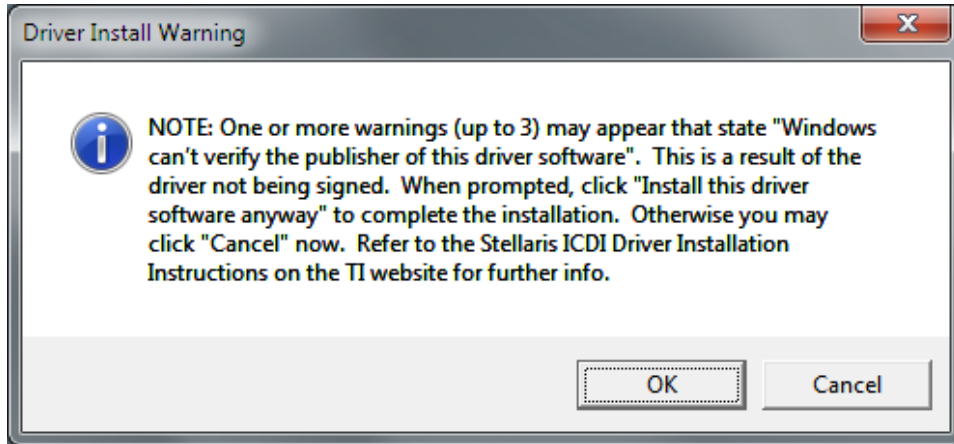 Driver Install Warning
NOTE: One or more warnings (up to 3) may appear that state "Windows
can't verify the publisher of this driver software".  This is a result of the
driver not being signed.  When prompted, click "Install this driver
software anyway" to complete the installation.  Otherwise you may
click "Cancel" now.  Refer to the Stellaris ICDI Driver Installation
Instructions on the TI website for further info.
OK
Cancel